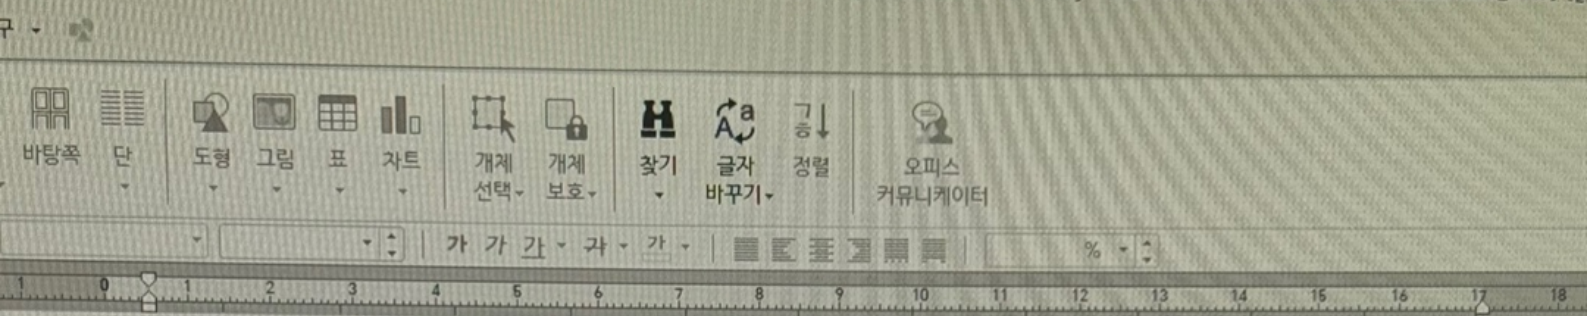 구
바탕쪽 단 도형 그림 표 차트 개체 선택 개체 보호 찾기 글자 바꾸기 정렬 오피스 커뮤니케이터
가 가 가 가 가 %
1 0 1 2 3 4 5 6 7 8 9 10 11 12 13 14 15 16 17 18